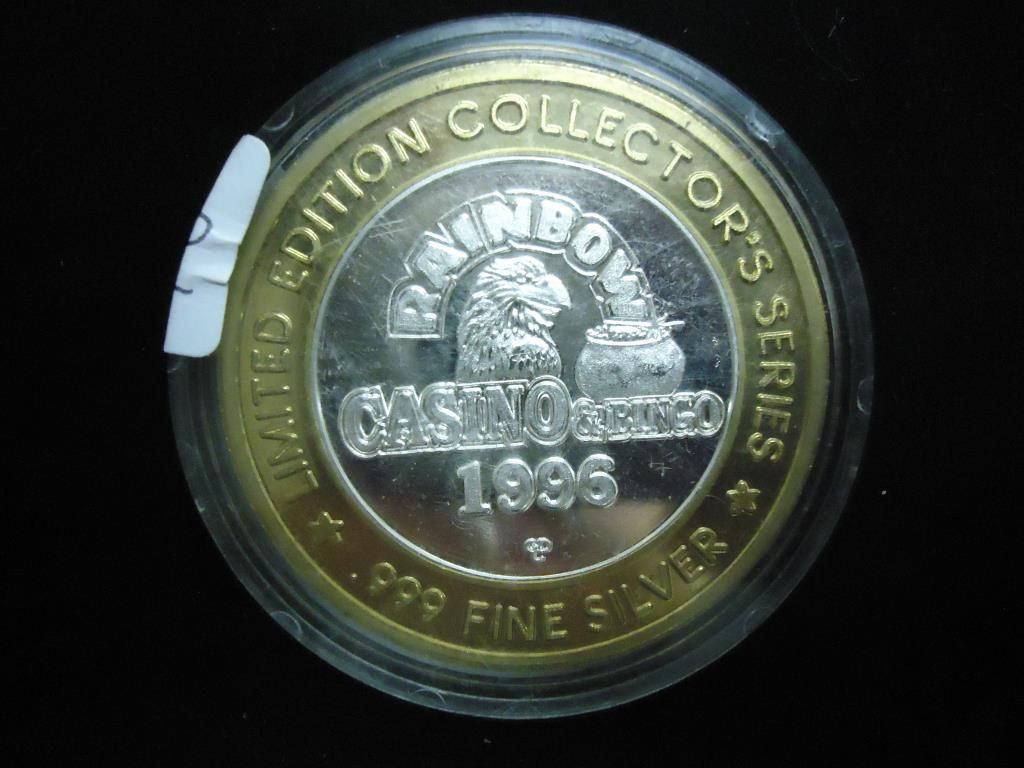 LIMITED EDITION COLLECTOR'S SERIES
RAINBOW
CASINO & BINGO
1996
.999 FINE SILVER